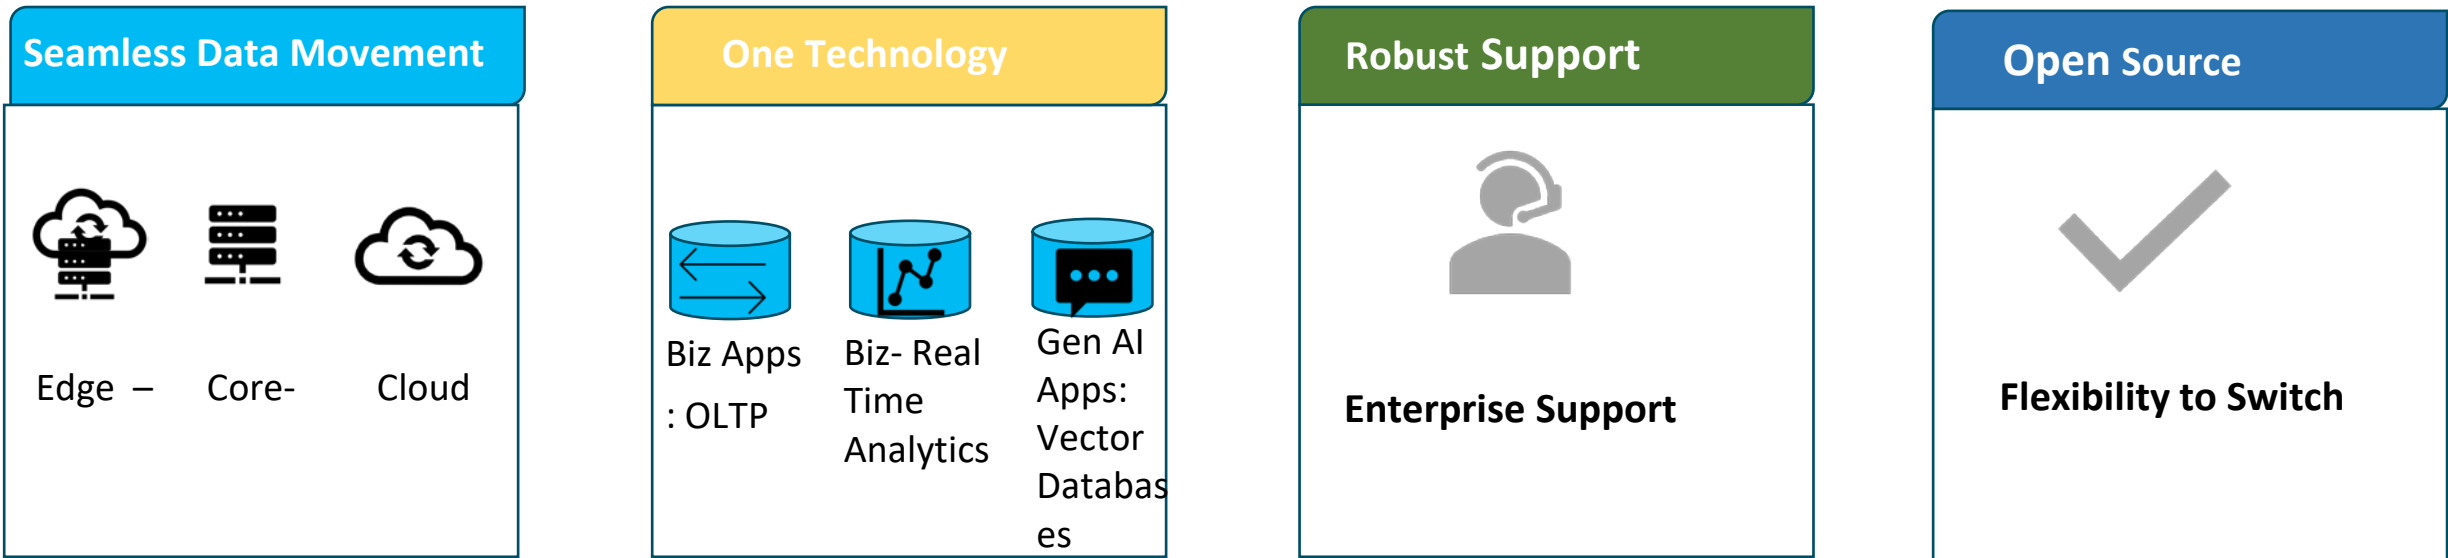 Seamless Data Movement
Edge – Core- Cloud
One Technology
Biz Apps
: OLTP
Biz- Real
Time
Analytics
Gen AI
Apps:
Vector
Databas
es
Robust Support
Enterprise Support
Open Source
Flexibility to Switch